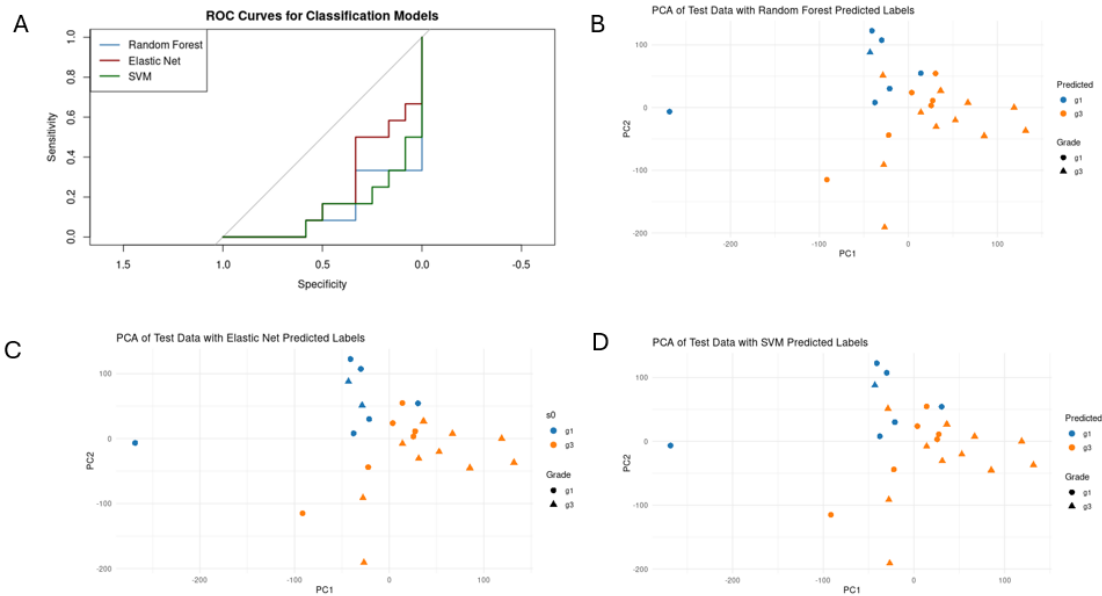 A
ROC Curves for Classification Models
Random Forest
Elastic Net
SVM
Sensitivity
1.0
0.8
0.6
0.4
0.2
0.0
1.5
1.0
0.5
0.0
-0.5
Specificity
B
PCA of Test Data with Random Forest Predicted Labels
PC2
100
0
-100
-200
-200
-100
0
100
PC1
Predicted
g1
g3
Grade
g1
g3
C
PCA of Test Data with Elastic Net Predicted Labels
PC2
100
0
-100
-200
-200
-100
0
100
PC1
s0
g1
g3
Grade
g1
g3
D
PCA of Test Data with SVM Predicted Labels
PC2
100
0
-100
-200
-200
-100
0
100
PC1
Predicted
g1
g3
Grade
g1
g3